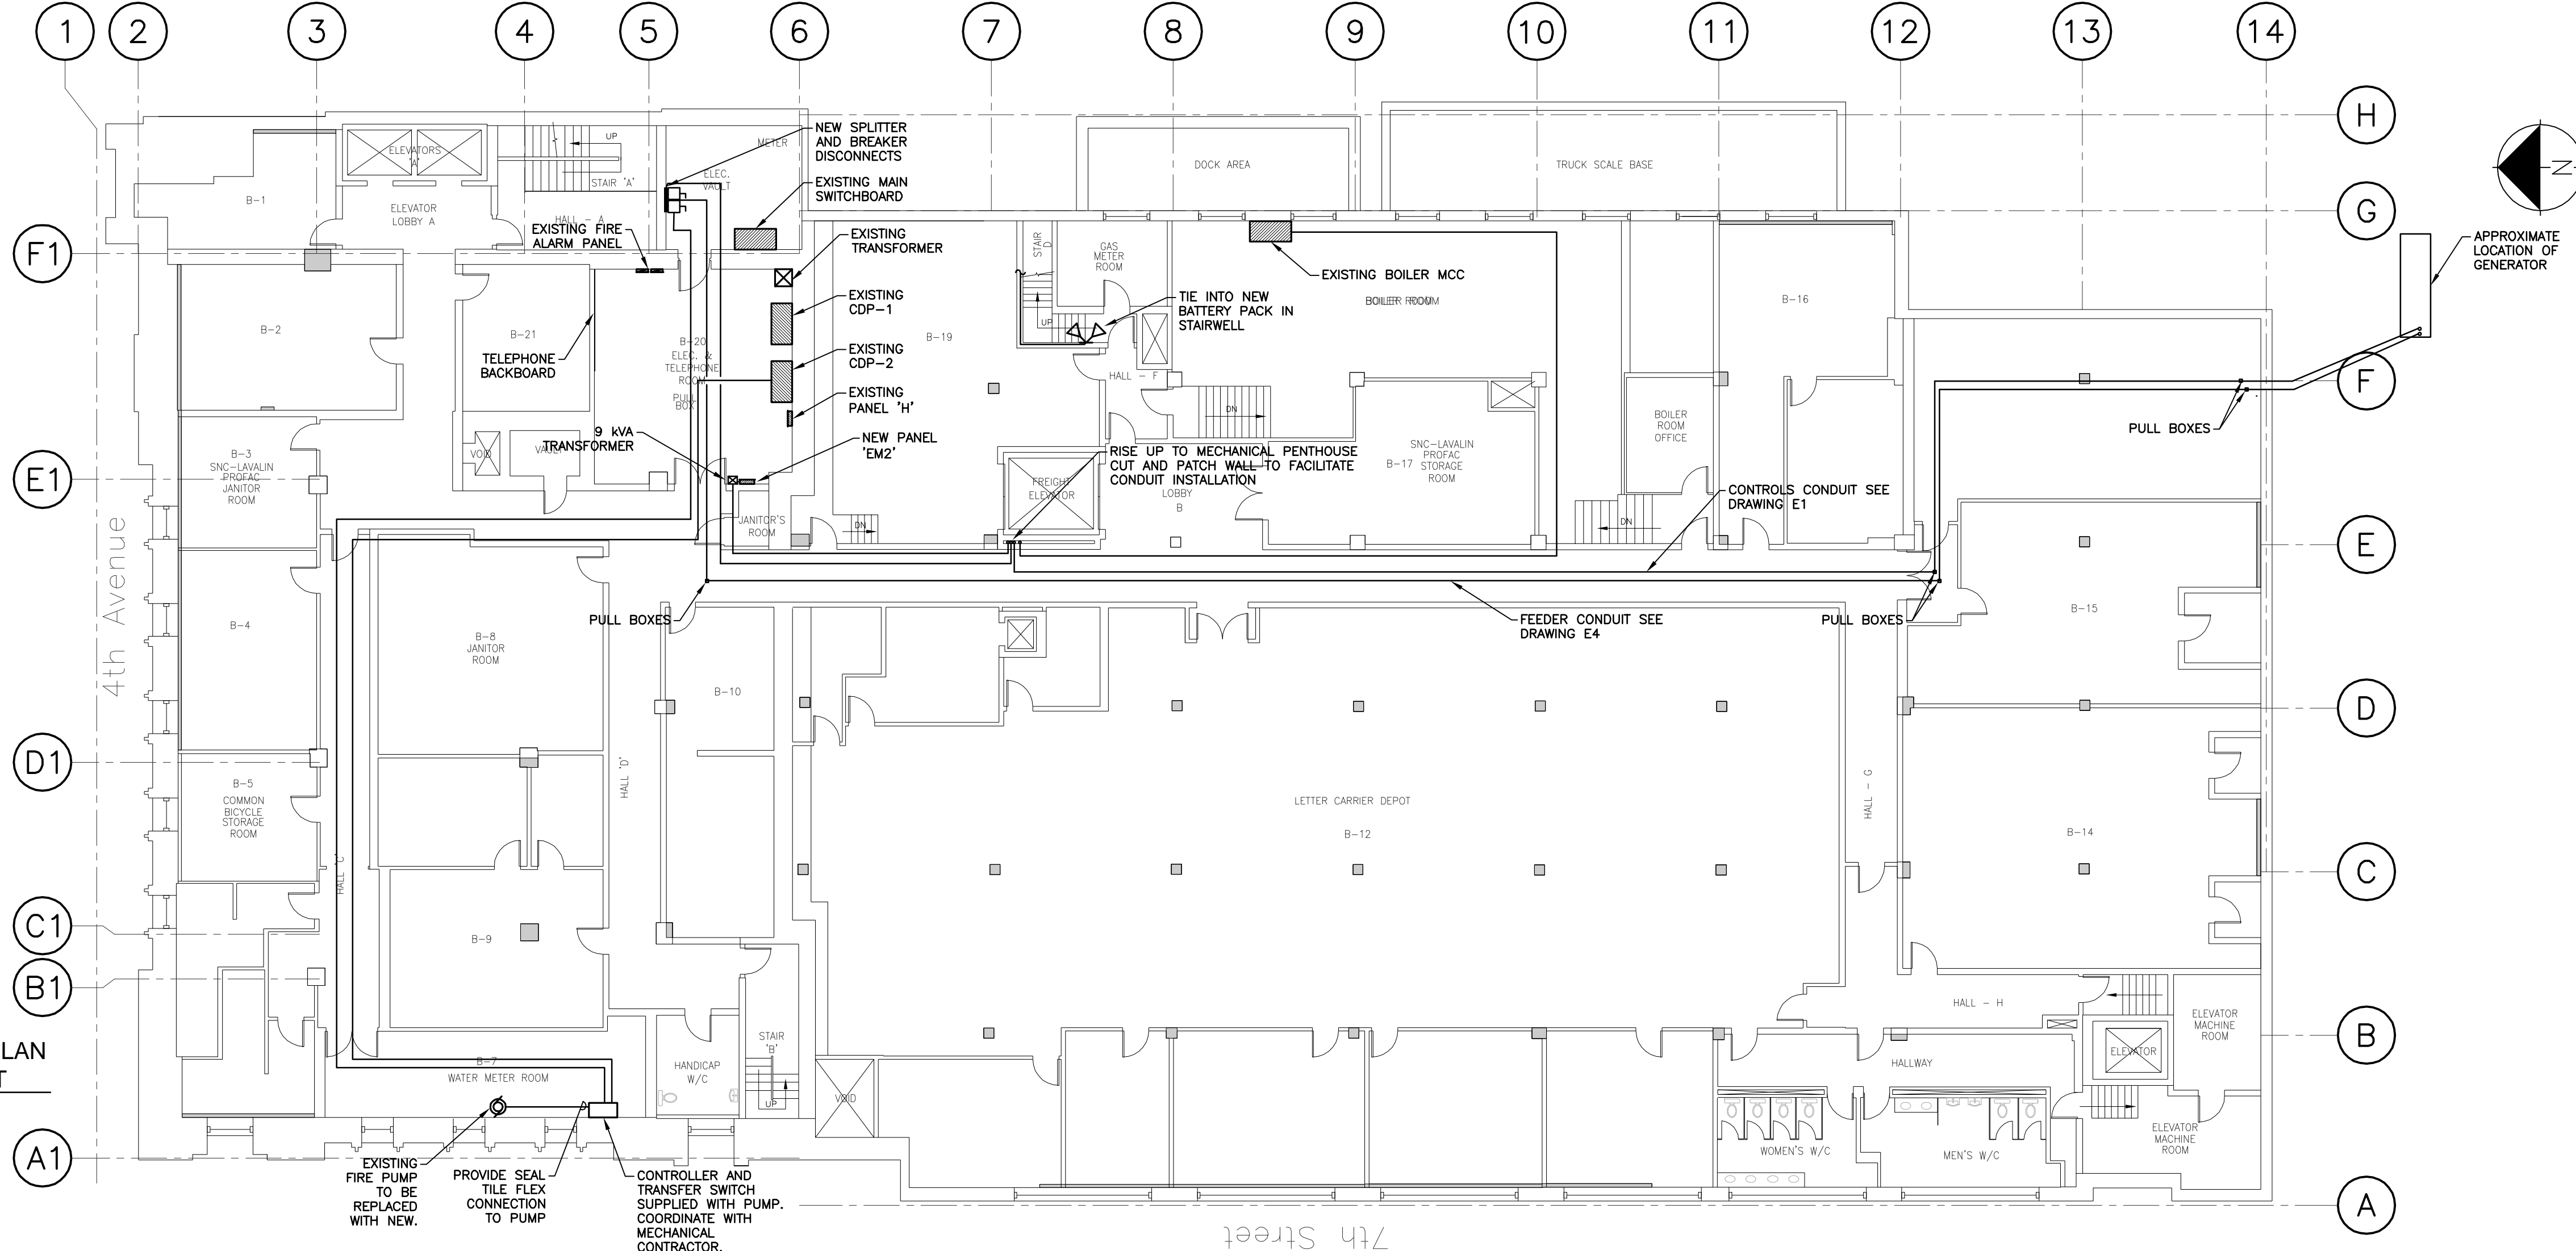 1
2
3
4
5
6
7
8
9
10
11
12
13
14
H
G
F1
F
E1
E
D1
D
C1
C
B1
B
A1
A
N
4th Avenue
7th Street
NEW SPLITTER
AND BREAKER
DISCONNECTS
METER
ELEC.
VAULT
EXISTING MAIN
SWITCHBOARD
ELEVATORS
'A'
UP
STAIR 'A'
B-1
ELEVATOR
LOBBY A
HALL - A
EXISTING FIRE
ALARM PANEL
EXISTING
TRANSFORMER
DOCK AREA
TRUCK SCALE BASE
STAIR
D
GAS
METER
ROOM
EXISTING BOILER MCC
APPROXIMATE
LOCATION OF
GENERATOR
EXISTING
CDP-1
TIE INTO NEW
BATTERY PACK IN
STAIRWELL
BOILER ROOM
B-16
B-2
B-21
B-20
ELEC. &
TELEPHONE
ROOM
PULL
BOX
B-19
UP
TELEPHONE
BACKBOARD
EXISTING
CDP-2
HALL - F
EXISTING
PANEL 'H'
DN
BOILER
ROOM
OFFICE
PULL BOXES
9 kVA
TRANSFORMER
NEW PANEL
'EM2'
VOID
VAULT
B-3
SNC-LAVALIN
PROFAC
JANITOR
ROOM
RISE UP TO MECHANICAL PENTHOUSE
CUT AND PATCH WALL TO FACILITATE
CONDUIT INSTALLATION
FREIGHT
ELEVATOR
LOBBY
B
B-17
SNC-LAVALIN
PROFAC
STORAGE
ROOM
CONTROLS CONDUIT SEE
DRAWING E1
JANITOR'S
ROOM
DN
DN
PULL BOXES
FEEDER CONDUIT SEE
DRAWING E4
PULL BOXES
B-15
B-4
B-8
JANITOR
ROOM
B-10
HALL 'D'
B-5
COMMON
BICYCLE
STORAGE
ROOM
LETTER CARRIER DEPOT
B-12
HALL - G
B-14
HALL 'C'
B-9
HALL - H
ELEVATOR
MACHINE
ROOM
LAN
T
B-7
WATER METER ROOM
HANDICAP
W/C
STAIR
'B'
UP
VOID
HALLWAY
ELEVATOR
WOMEN'S W/C
MEN'S W/C
ELEVATOR
MACHINE
ROOM
EXISTING
FIRE PUMP
TO BE
REPLACED
WITH NEW.
PROVIDE SEAL
TILE FLEX
CONNECTION
TO PUMP
CONTROLLER AND
TRANSFER SWITCH
SUPPLIED WITH PUMP.
COORDINATE WITH
MECHANICAL
CONTRACTOR.